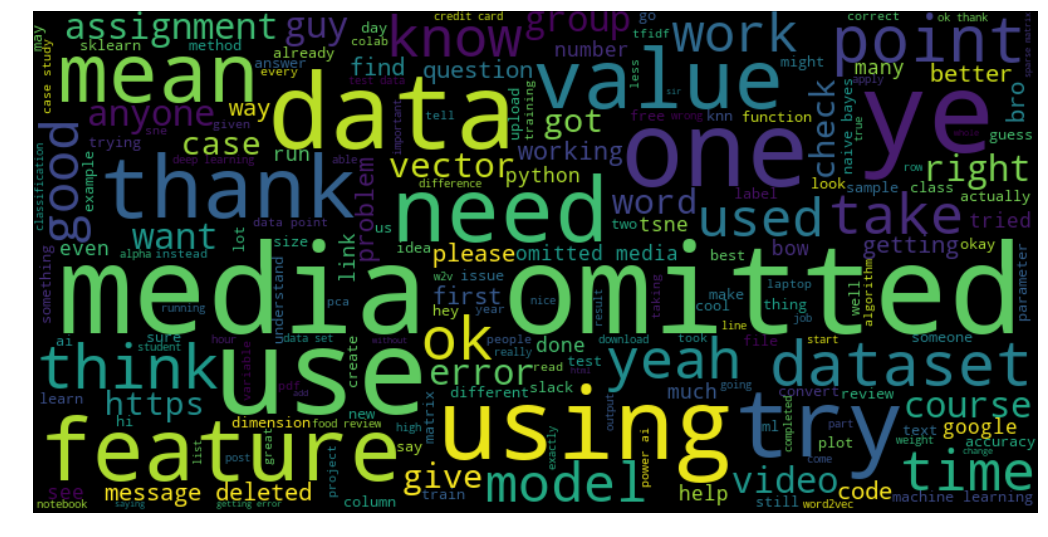 assignment
guy
day
credit card
know
group
go
tfidf
work
may
correct
ok thank
point
sklearn
method
colab
already
number
might
many
better
sparse matrix
mean
answer
every
find
question
test data
value
less
sir
apply
case study
anyone
way
data
tell
important
upload
training
got
free
wrong
knn
function
check
naive bayes
true
whole
ye
bro
guess
good
trying
sne
given
case
run
deep learning
able
vector
python
working
one
row
right
classification
example
thank
problem
difference
need
word
label
look
sample
class
actually
used
take
tried
even
want
data point
lot
link
us
idea
please
omitted media
two
tsne
best
bow
getting
okay
something
alpha
instead
size
understand
w2v
issue
first
hey
year
nice
result
taking
make
cool
thing
laptop
job
well
algorithm
parameter
media omitted
running
pca
ai
sure
student
hour
data set
without
variable
create
ok
people
really
download
took
line
file
start
someone
think
use
error
done
read
html
test
yeah
dataset
learn
https
pdf
add
different
slack
going
much
convert
review
course
hi
dimension
food review
new
matrix
high
using
output
ml
try
completed
part
come
plot
text
weight
google
accuracy
change
feature
list
post
great
project
say
exactly
power ai
give
model
video
time
see
message deleted
column
train
help
still
code
word2vec
machine learning
notebook
saying
getting error